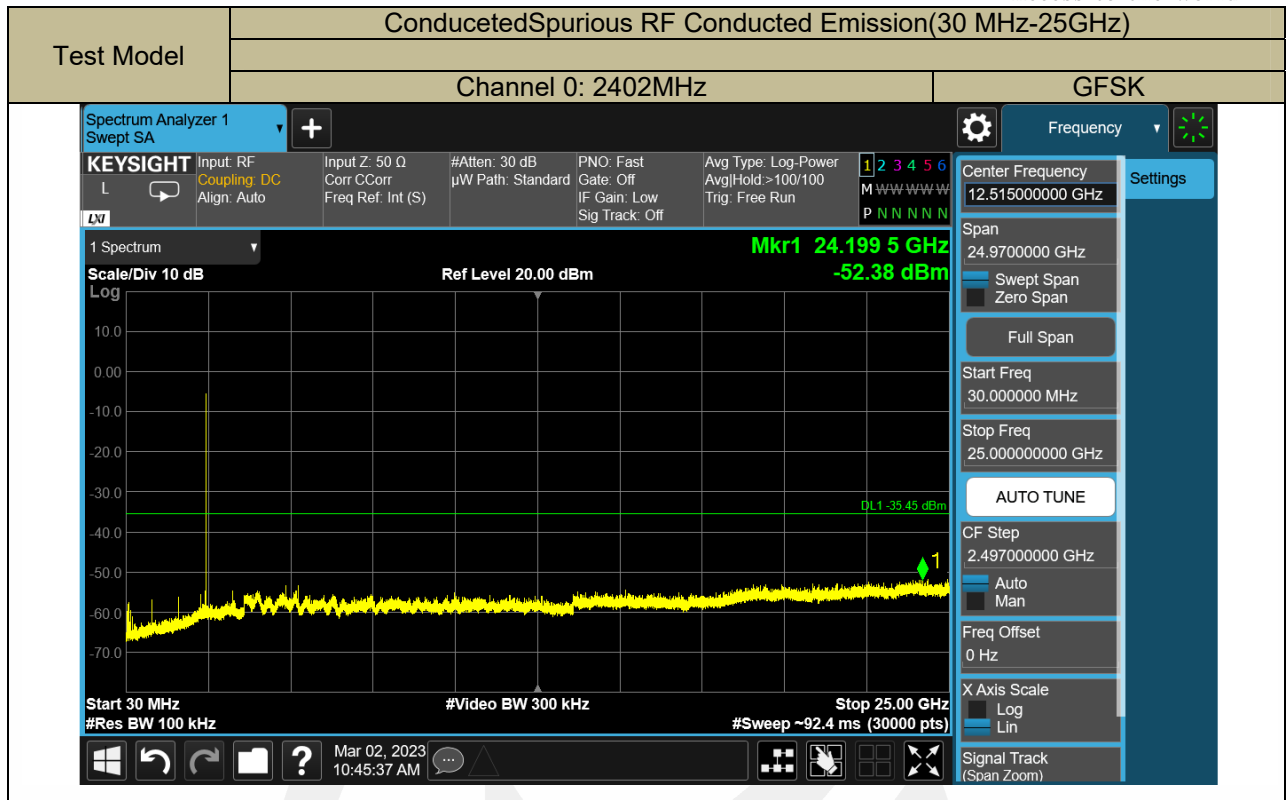 ConducetedSpurious RF Conducted Emission(30 MHz-25GHz)
Test Model
Channel 0: 2402MHz GFSK
Spectrum Analyzer 1
Swept SA
Frequency
KEYSIGHT
L
LXI
Input: RF
Coupling: DC
Align: Auto
Input Z: 50 Ω
Corr CCorr
Freq Ref: Int (S)
#Atten: 30 dB
µW Path: Standard
PNO: Fast
Gate: Off
IF Gain: Low
Sig Track: Off
Avg Type: Log-Power
Avg|Hold:>100/100
Trig: Free Run
1 2 3 4 5 6
M W W W W W
P N N N N N
Center Frequency
12.515000000 GHz
Settings
1 Spectrum
Mkr1 24.199 5 GHz
Scale/Div 10 dB Ref Level 20.00 dBm -52.38 dBm
Log
10.0
0.00
-10.0
-20.0
-30.0
DL1 -35.45 dBm
-40.0
-50.0
1
-60.0
-70.0
Start 30 MHz #Video BW 300 kHz Stop 25.00 GHz
#Res BW 100 kHz #Sweep ~92.4 ms (30000 pts)
Span
24.9700000 GHz
Swept Span
Zero Span
Full Span
Start Freq
30.000000 MHz
Stop Freq
25.000000000 GHz
AUTO TUNE
CF Step
2.497000000 GHz
Auto
Man
Freq Offset
0 Hz
X Axis Scale
Log
Lin
Signal Track
(Span Zoom)
?
Mar 02, 2023
10:45:37 AM